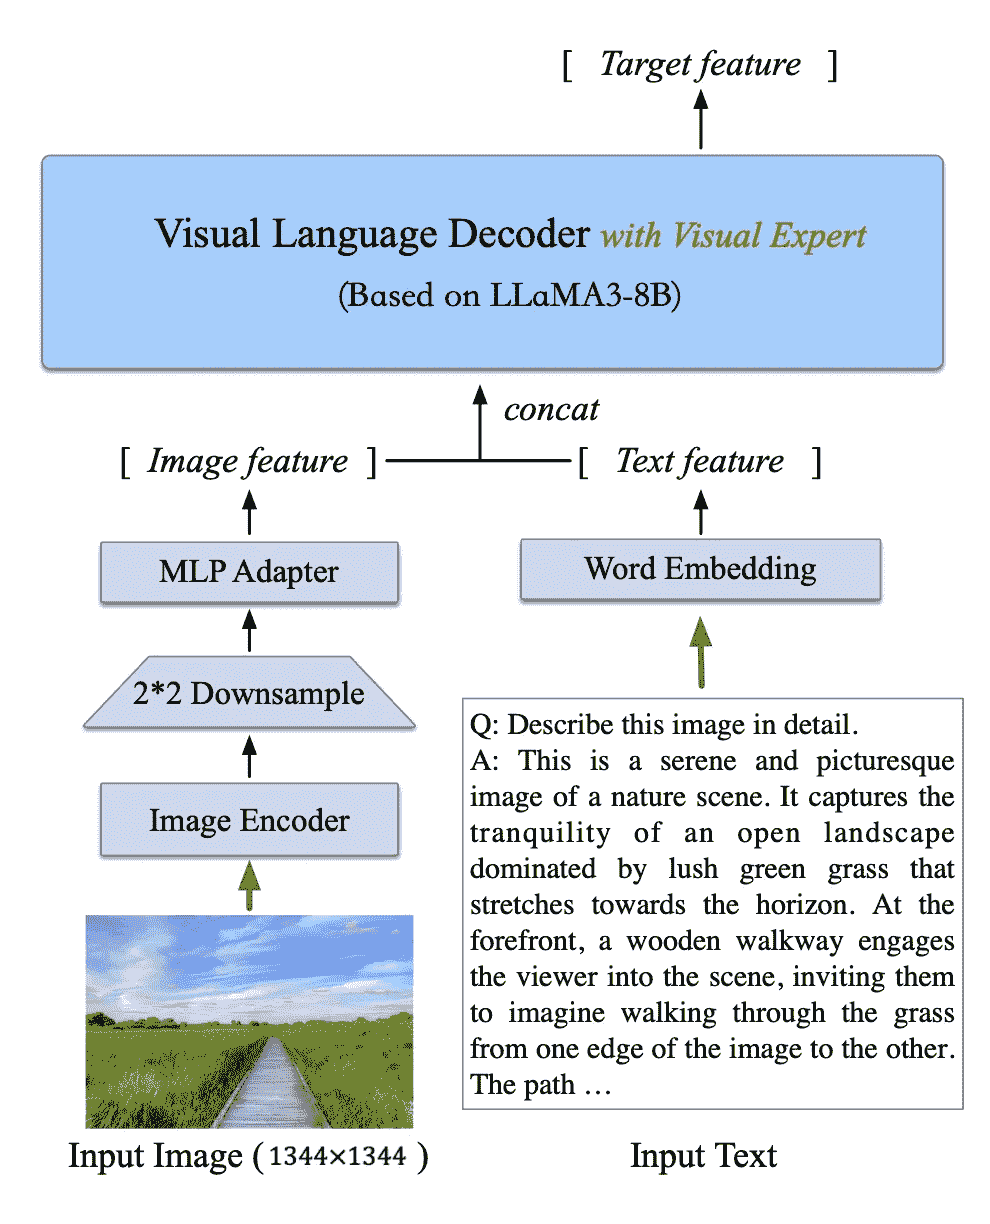 [ Target feature ]
Visual Language Decoder with Visual Expert
(Based on LLaMA3-8B)
concat
[ Image feature ]
[ Text feature ]
MLP Adapter
Word Embedding
2*2 Downsample
Image Encoder
Q: Describe this image in detail.
A: This is a serene and picturesque
image of a nature scene. It captures the
tranquility of an open landscape
dominated by lush green grass that
stretches towards the horizon. At the
forefront, a wooden walkway engages
the viewer into the scene, inviting them
to imagine walking through the grass
from one edge of the image to the other.
The path …
Input Image (1344×1344 )
Input Text